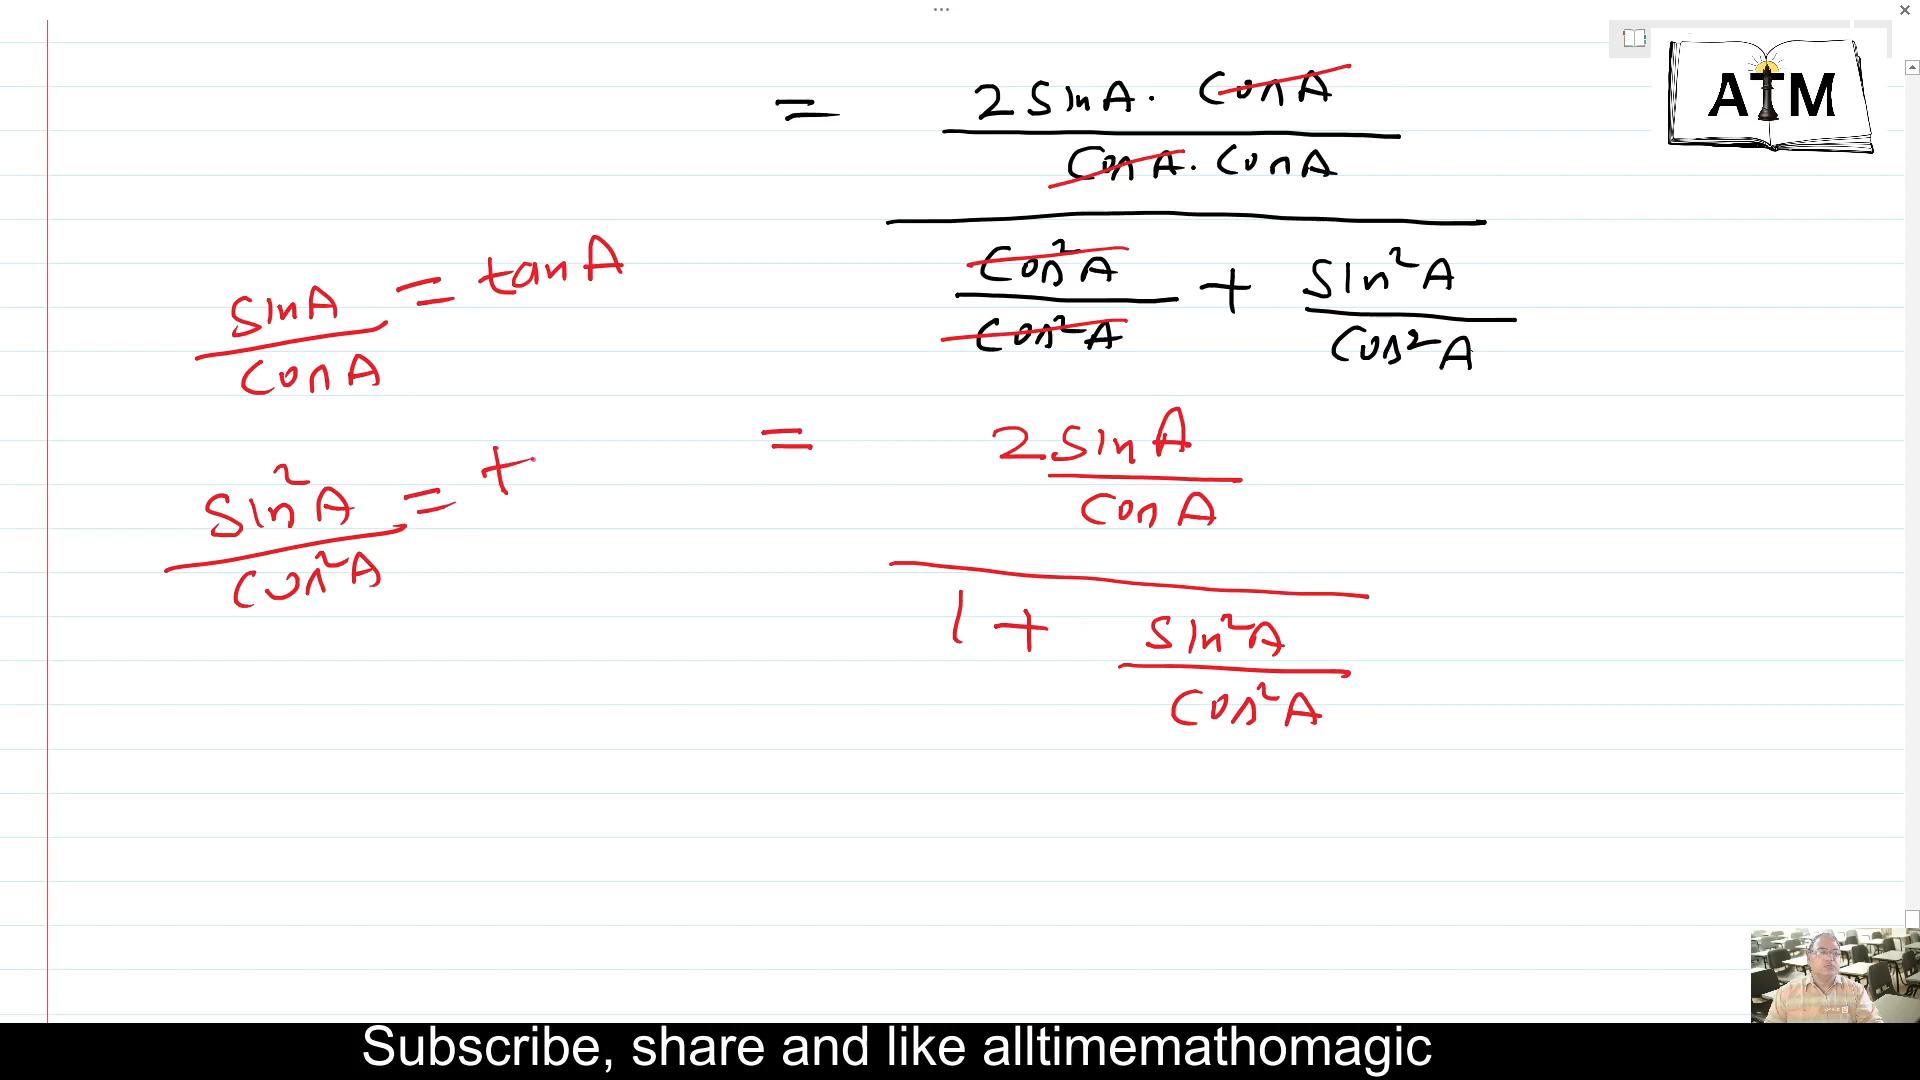 ATM
= 2 sin A . cos A
cos A . cos A
cos²A + sin²A
cos²A cos²A
sin A = tan A
cos A
= 2 sin A
cos A
sin²A = t
cos²A
1 + sin²A
cos²A
Subscribe, share and like alltimemathomagic